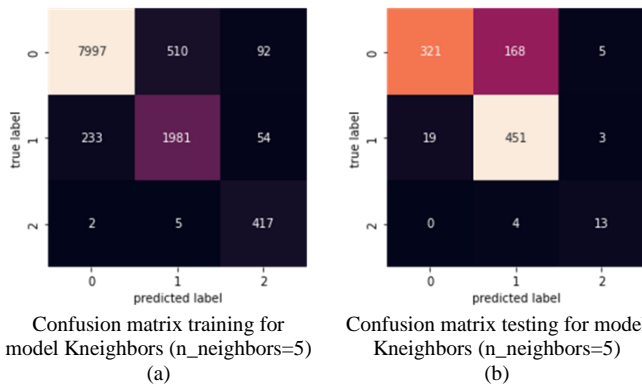 0
7997 510 92
1
233 1981 54
2
2 5 417
true label
0 1 2
predicted label
Confusion matrix training for
model Kneighbors (n_neighbors=5)
(a)
0
321 168 5
1
19 451 3
2
0 4 13
true label
0 1 2
predicted label
Confusion matrix testing for model
Kneighbors (n_neighbors=5)
(b)